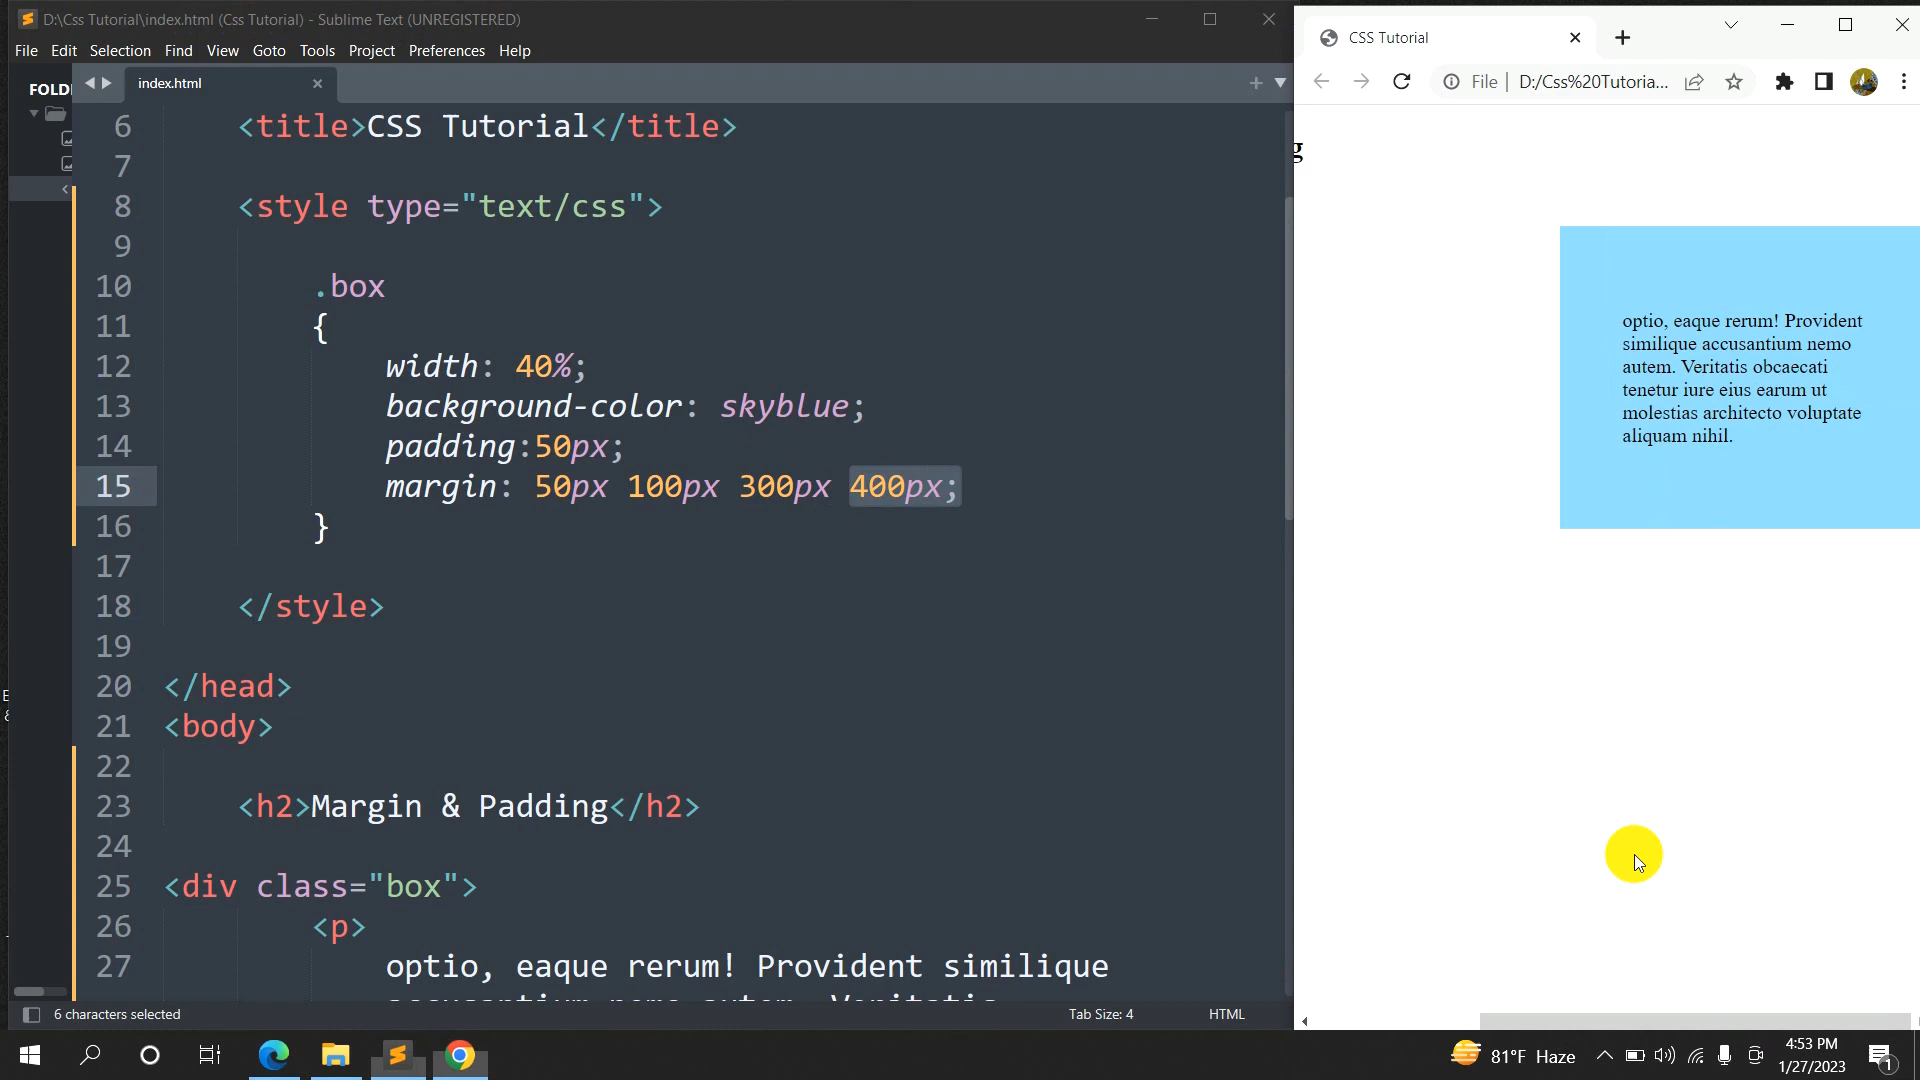 D:\Css Tutorial\index.html (Css Tutorial) - Sublime Text (UNREGISTERED)
File Edit Selection Find View Goto Tools Project Preferences Help
FOLD
index.html
6 <title>CSS Tutorial</title>
7
8 <style type="text/css">
9
10 .box
11 {
12 width: 40%;
13 background-color: skyblue;
14 padding:50px;
15 margin: 50px 100px 300px 400px;
16 }
17
18 </style>
19
20 </head>
21 <body>
22
23 <h2>Margin & Padding</h2>
24
25 <div class="box">
26 <p>
27 optio, eaque rerum! Provident similique
accusantium nemo autem. Veritatis
6 characters selected
Tab Size: 4
HTML
CSS Tutorial
File D:/Css%20Tutoria...
g
optio, eaque rerum! Provident
similique accusantium nemo
autem. Veritatis obcaecati
tenetur iure eius earum ut
molestias architecto voluptate
aliquam nihil.
81°F Haze
4:53 PM
1/27/2023
1